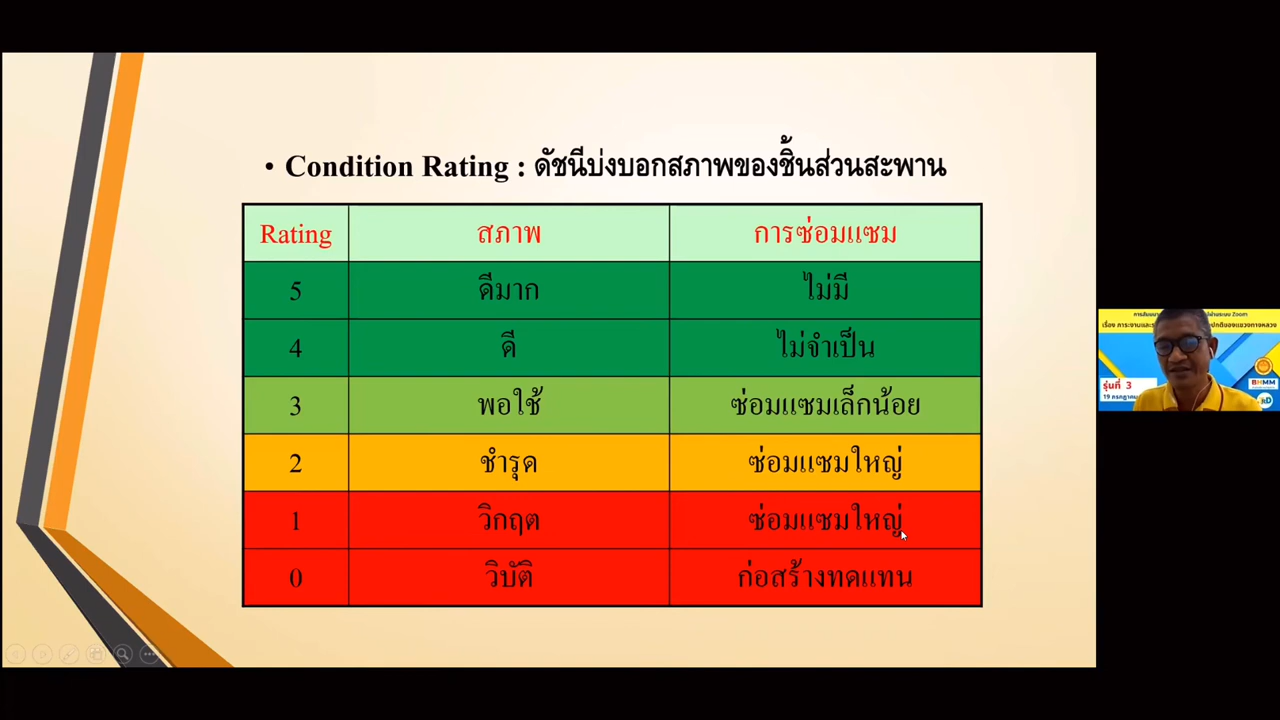 • Condition Rating : ดัชนีบ่งบอกสภาพของชิ้นส่วนสะพาน
Rating สภาพ การซ่อมแซม
5 ดีมาก ไม่มี
4 ดี ไม่จำเป็น
3 พอใช้ ซ่อมแซมเล็กน้อย
2 ชำรุด ซ่อมแซมใหญ่
1 วิกฤต ซ่อมแซมใหญ่
0 วิบัติ ก่อสร้างทดแทน
Zoom
เรื่อง
รุ่นที่ 3
BMMM